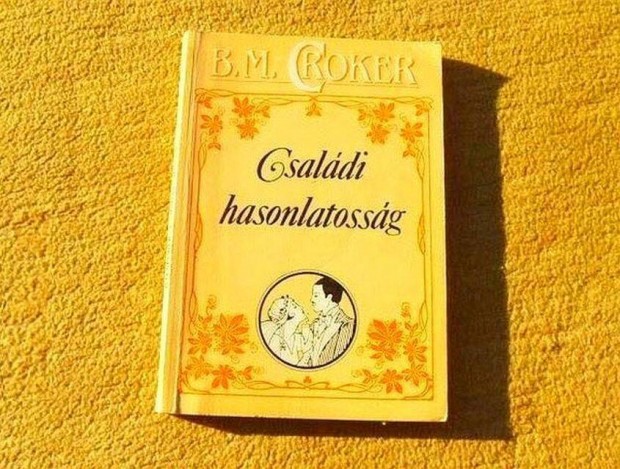 B.M. CROKER
Családi
hasonlatosság